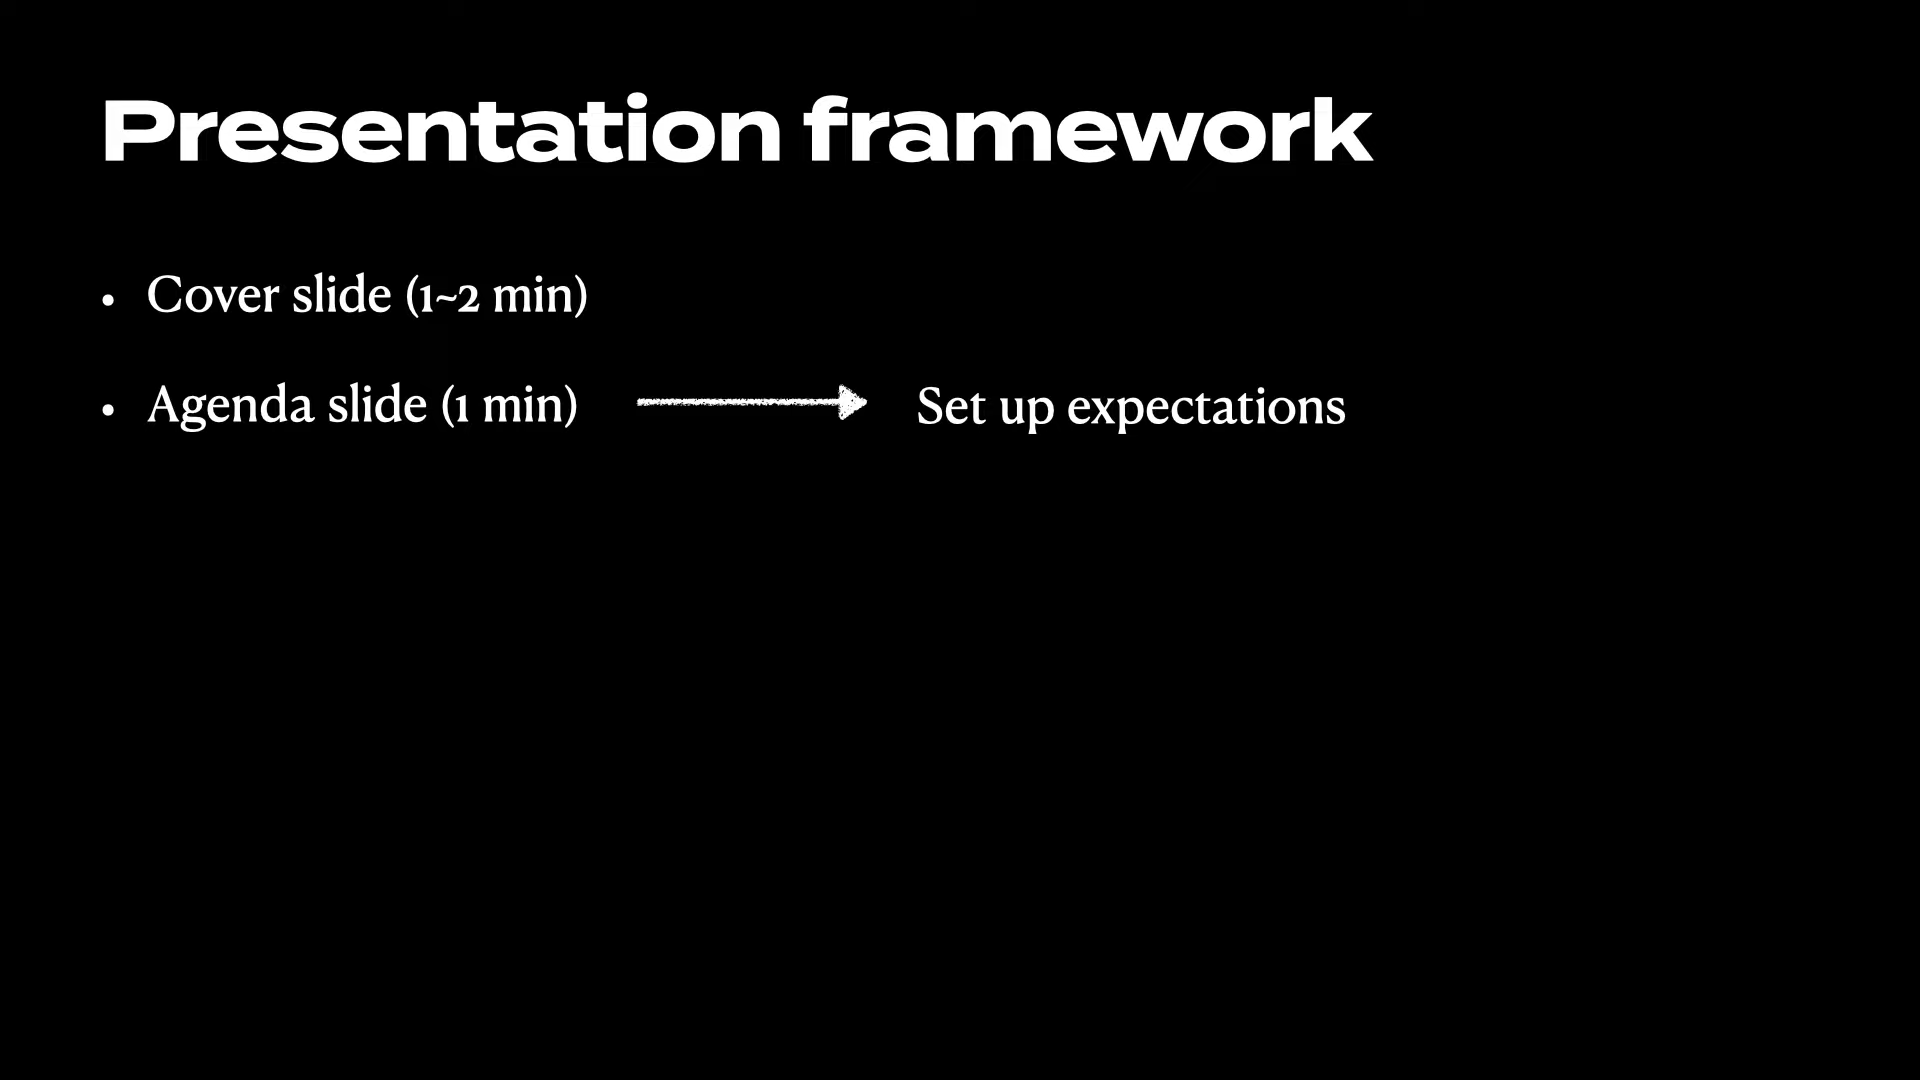 Presentation framework
• Cover slide (1~2 min)
• Agenda slide (1 min) Set up expectations